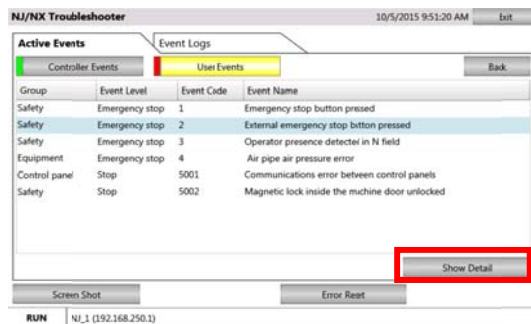 NJ/NX Troubleshooter 10/5/2015 9:51:20 AM Exit
Active Events Event Logs
Controller Events User Events Back
Group Event Level Event Code Event Name
Safety Emergency stop 1 Emergency stop button pressed
Safety Emergency stop 2 External emergency stop button pressed
Safety Emergency stop 3 Operator presence detected in N field
Equipment Emergency stop 4 Air pipe air pressure error
Control panel Stop 5001 Communications error between control panels
Safety Stop 5002 Magnetic lock inside the machine door unlocked
Show Detail
Screen Shot Error Reset
RUN NJ_1 (192.168.250.1)